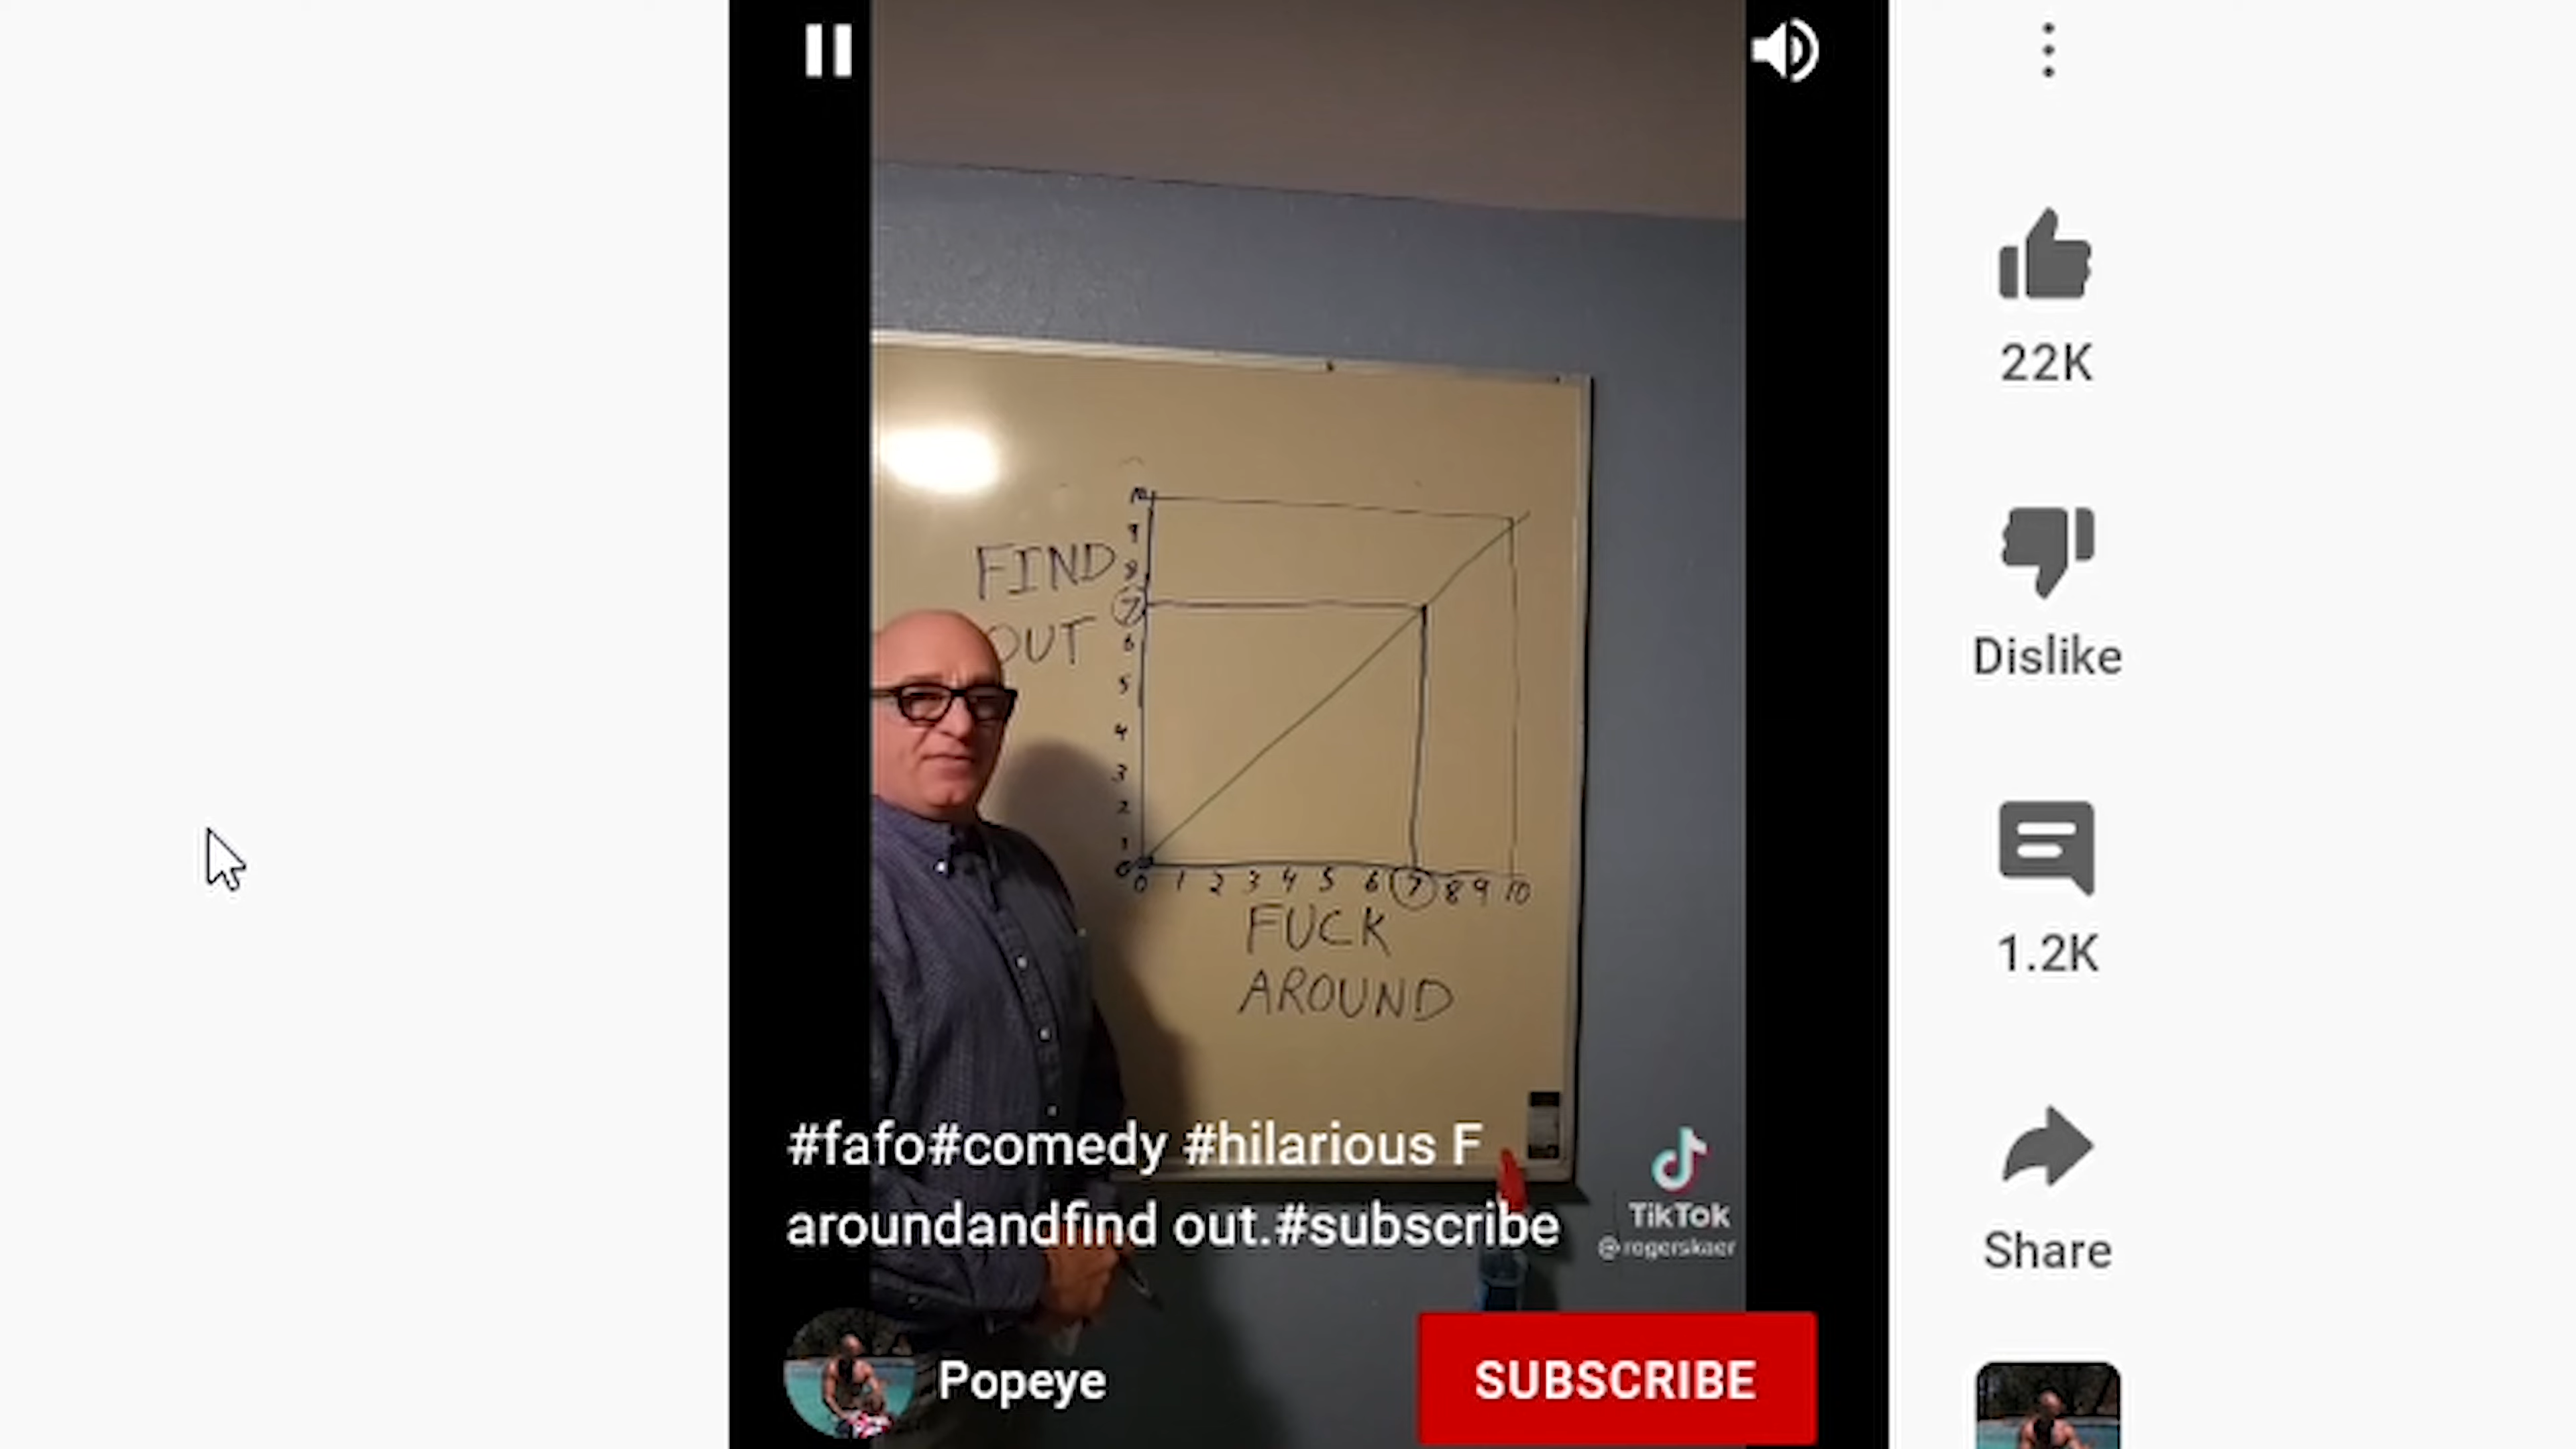 22K
Dislike
1.2K
Share
10
9
8
7
6
5
4
3
2
1
0
FIND
OUT
0 1 2 3 4 5 6 7 8 9 10
FUCK
AROUND
#fafo#comedy #hilarious F
aroundandfind out.#subscribe
TikTok
@rogerskaer
Popeye
SUBSCRIBE